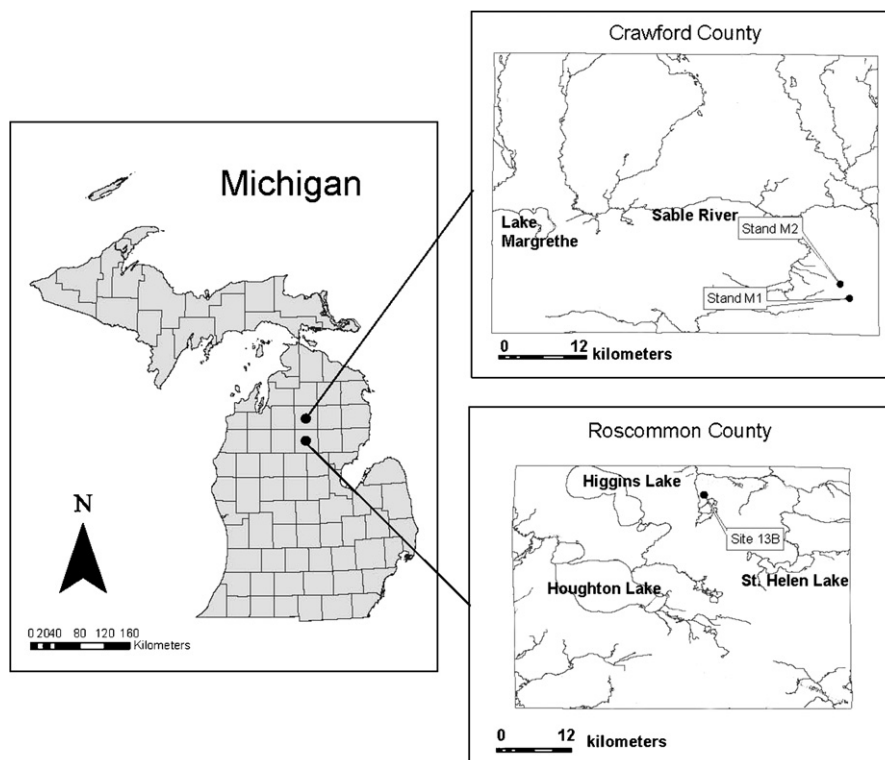 Michigan
N
0 20 40 80 120 160
Kilometers
Crawford County
Lake
Margrethe
Sable River
Stand M2
Stand M1
0 12
kilometers
Roscommon County
Higgins Lake
Site 13B
St. Helen Lake
Houghton Lake
0 12
kilometers